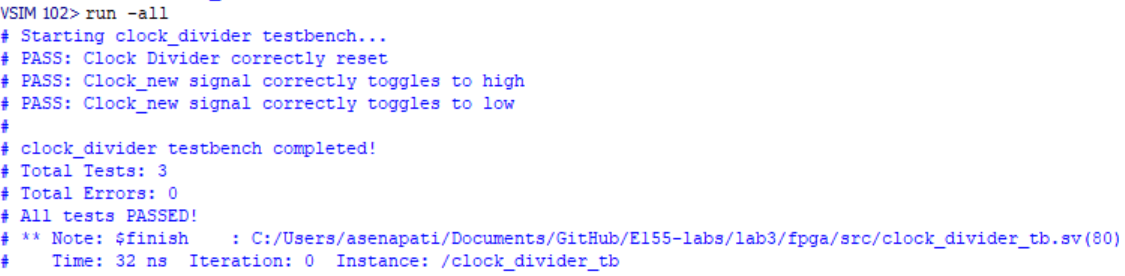 VSIM 102> run -all
# Starting clock_divider testbench...
# PASS: Clock Divider correctly reset
# PASS: Clock_new signal correctly toggles to high
# PASS: Clock_new signal correctly toggles to low
#
# clock_divider testbench completed!
# Total Tests: 3
# Total Errors: 0
# All tests PASSED!
# ** Note: $finish    : C:/Users/asenapati/Documents/GitHub/E155-labs/lab3/fpga/src/clock_divider_tb.sv(80)
#    Time: 32 ns  Iteration: 0  Instance: /clock_divider_tb